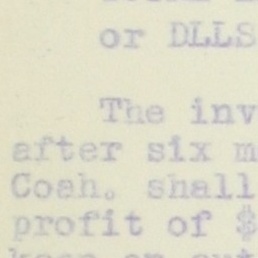 or DLLS
The inv
after six m
Coah. shall
profit of $